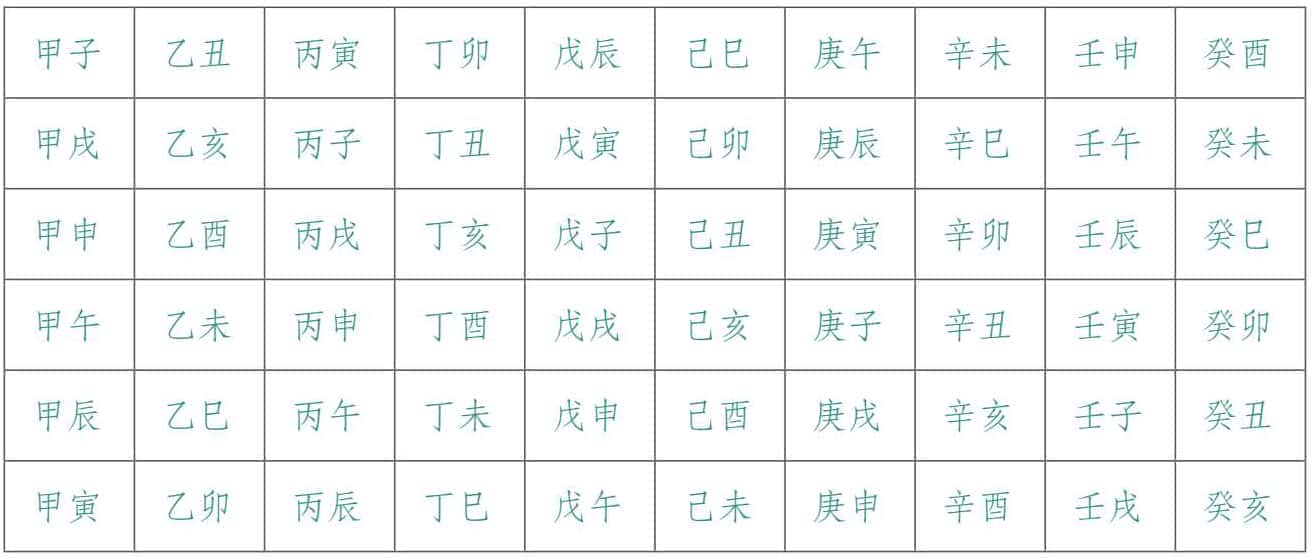 甲子 乙丑 丙寅 丁卯 戊辰 己巳 庚午 辛未 壬申 癸酉
甲戌 乙亥 丙子 丁丑 戊寅 己卯 庚辰 辛巳 壬午 癸未
甲申 乙酉 丙戌 丁亥 戊子 己丑 庚寅 辛卯 壬辰 癸巳
甲午 乙未 丙申 丁酉 戊戌 己亥 庚子 辛丑 壬寅 癸卯
甲辰 乙巳 丙午 丁未 戊申 己酉 庚戌 辛亥 壬子 癸丑
甲寅 乙卯 丙辰 丁巳 戊午 己未 庚申 辛酉 壬戌 癸亥